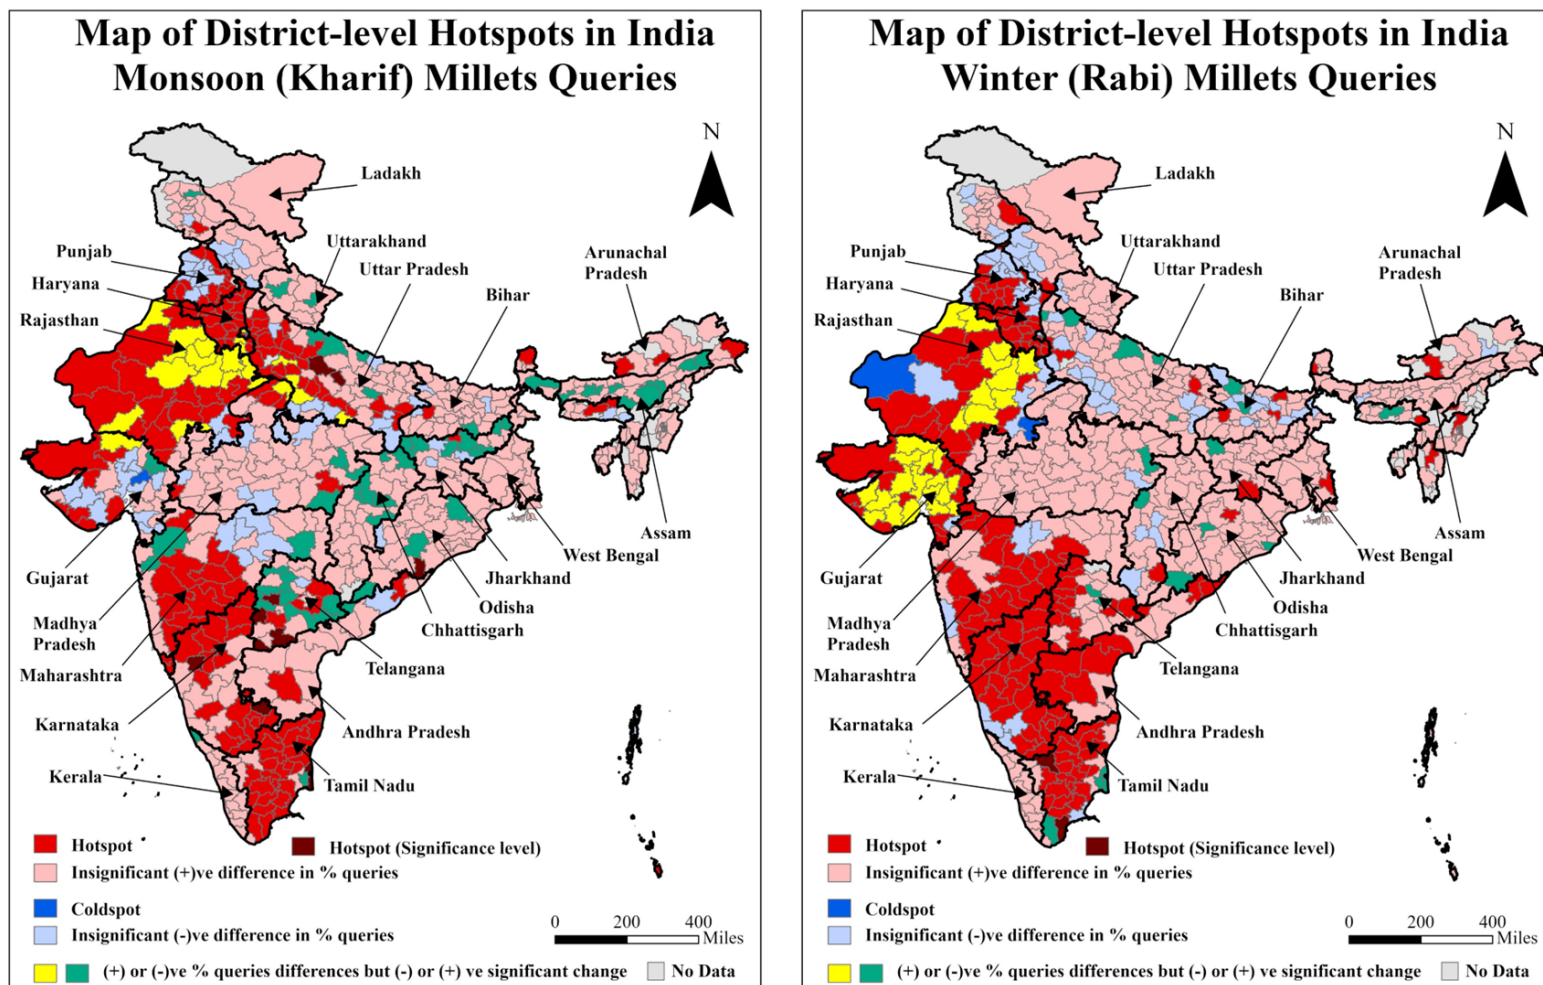 Map of District-level Hotspots in India
Monsoon (Kharif) Millets Queries
N
Ladakh
Punjab
Uttarakhand
Arunachal
Pradesh
Haryana
Uttar Pradesh
Bihar
Rajasthan
Assam
West Bengal
Gujarat
Jharkhand
Odisha
Madhya
Pradesh
Chhattisgarh
Maharashtra
Telangana
Karnataka
Andhra Pradesh
Kerala
Tamil Nadu
Hotspot
Hotspot (Significance level)
Insignificant (+)ve difference in % queries
Coldspot
Insignificant (-)ve difference in % queries
0 200 400
Miles
(+) or (-)ve % queries differences but (-) or (+) ve significant change
No Data
Map of District-level Hotspots in India
Winter (Rabi) Millets Queries
N
Ladakh
Punjab
Uttarakhand
Arunachal
Pradesh
Haryana
Uttar Pradesh
Bihar
Rajasthan
Assam
West Bengal
Gujarat
Jharkhand
Odisha
Madhya
Pradesh
Chhattisgarh
Maharashtra
Telangana
Karnataka
Andhra Pradesh
Kerala
Tamil Nadu
Hotspot
Hotspot (Significance level)
Insignificant (+)ve difference in % queries
Coldspot
Insignificant (-)ve difference in % queries
0 200 400
Miles
(+) or (-)ve % queries differences but (-) or (+) ve significant change
No Data